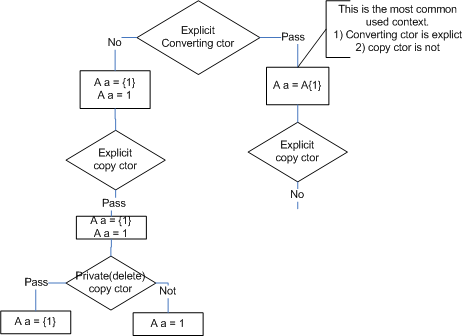 Explicit
Converting ctor
This is the most common
used context.
1) Converting ctor is explict
2) copy ctor is not
No
Pass
A a = {1}
A a = 1
A a = A{1}
Explicit
copy ctor
Explicit
copy ctor
No
Pass
A a = {1}
A a = 1
Private(delete)
copy ctor
Pass
Not
A a = {1}
A a = 1